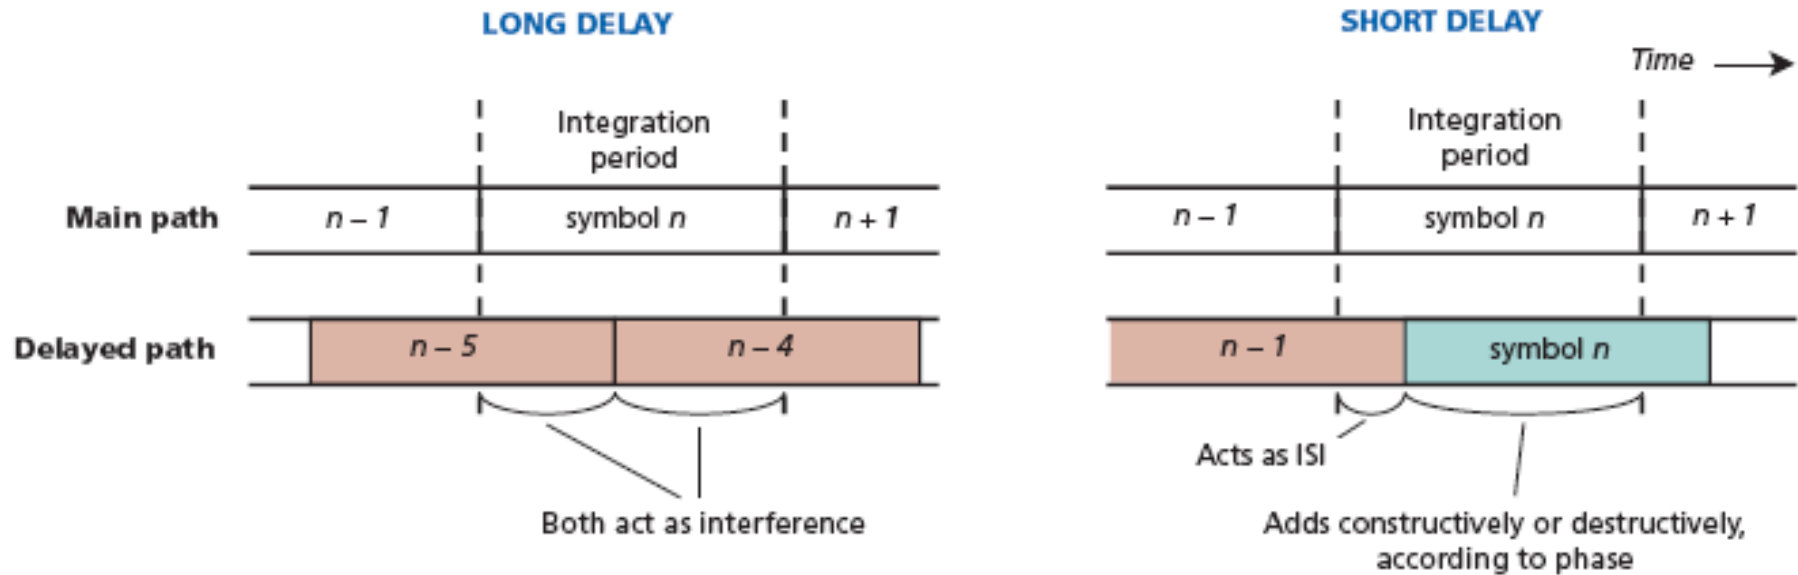 LONG DELAY
SHORT DELAY
Time
Integration
period
Integration
period
Main path
n – 1
symbol n
n + 1
n – 1
symbol n
n + 1
Delayed path
n – 5
n – 4
n – 1
symbol n
Acts as ISI
Both act as interference
Adds constructively or destructively,
according to phase